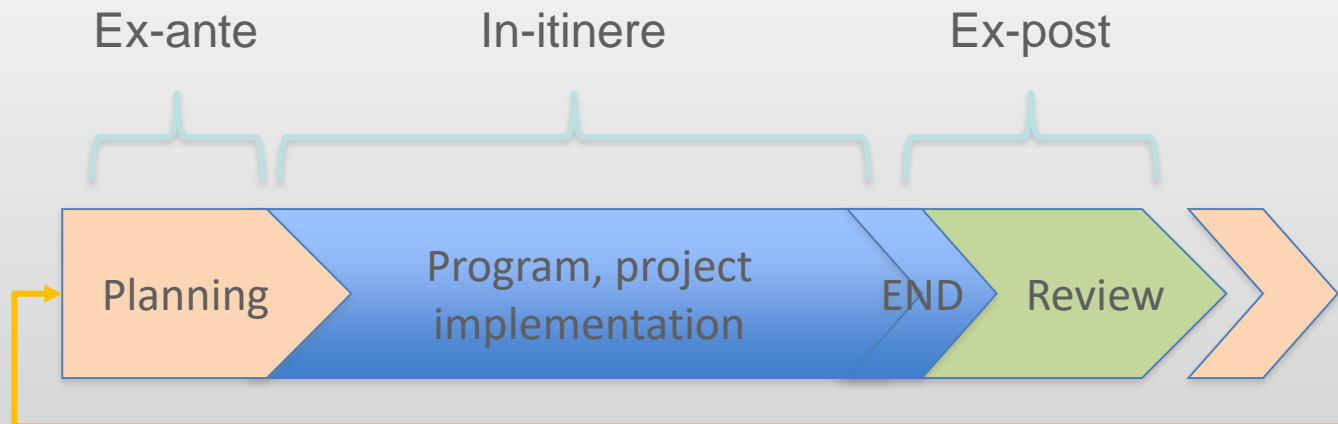 Ex-ante
In-itinere
Ex-post
Planning
Program, project
implementation
END
Review